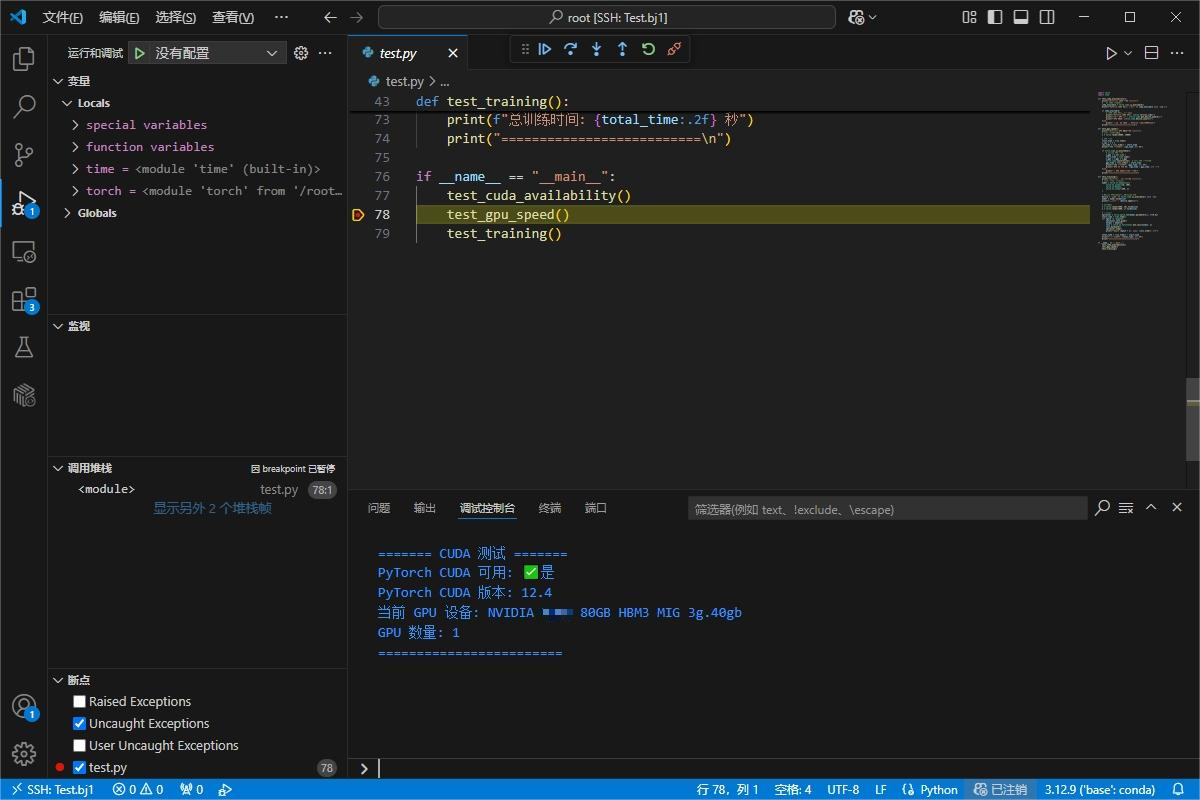 文件(F) 编辑(E) 选择(S) 查看(V) ··· root [SSH: Test.bj1]
运行和调试 没有配置 ···
变量
Locals
special variables
function variables
time = <module 'time' (built-in)>
torch = <module 'torch' from '/root…
Globals
监视
调用堆栈 因 breakpoint 已暂停
<module> test.py 78:1
显示另外 2 个堆栈帧
断点
Raised Exceptions
Uncaught Exceptions
User Uncaught Exceptions
test.py 78
1
3
1
test.py
test.py > ...
43 def test_training():
73 print(f"总训练时间: {total_time:.2f} 秒")
74 print("==========================\n")
75
76 if __name__ == "__main__":
77 test_cuda_availability()
78 test_gpu_speed()
79 test_training()
问题 输出 调试控制台 终端 端口 筛选器(例如 text、!exclude、\escape)
======= CUDA 测试 =======
PyTorch CUDA 可用: ✅是
PyTorch CUDA 版本: 12.4
当前 GPU 设备: NVIDIA 80GB HBM3 MIG 3g.40gb
GPU 数量: 1
========================
SSH: Test.bj1 0 0 0 行 78，列 1 空格: 4 UTF-8 LF Python 已注销 3.12.9 ('base': conda)